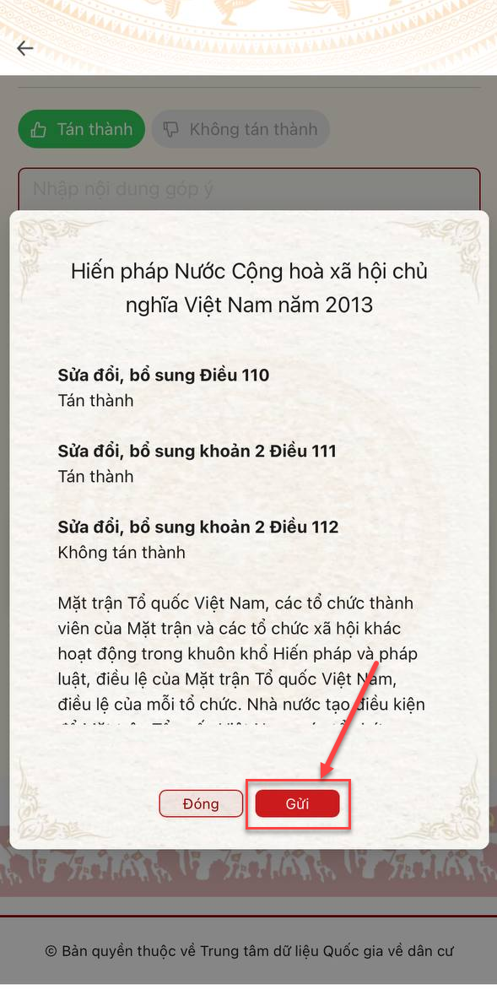 Tán thành
Không tán thành
Nhập nội dung góp ý
Hiến pháp Nước Cộng hoà xã hội chủ
nghĩa Việt Nam năm 2013
Sửa đổi, bổ sung Điều 110
Tán thành
Sửa đổi, bổ sung khoản 2 Điều 111
Tán thành
Sửa đổi, bổ sung khoản 2 Điều 112
Không tán thành
Mặt trận Tổ quốc Việt Nam, các tổ chức thành
viên của Mặt trận và các tổ chức xã hội khác
hoạt động trong khuôn khổ Hiến pháp và pháp
luật, điều lệ của Mặt trận Tổ quốc Việt Nam,
điều lệ của mỗi tổ chức. Nhà nước tạo điều kiện
Đóng
Gửi
© Bản quyền thuộc về Trung tâm dữ liệu Quốc gia về dân cư